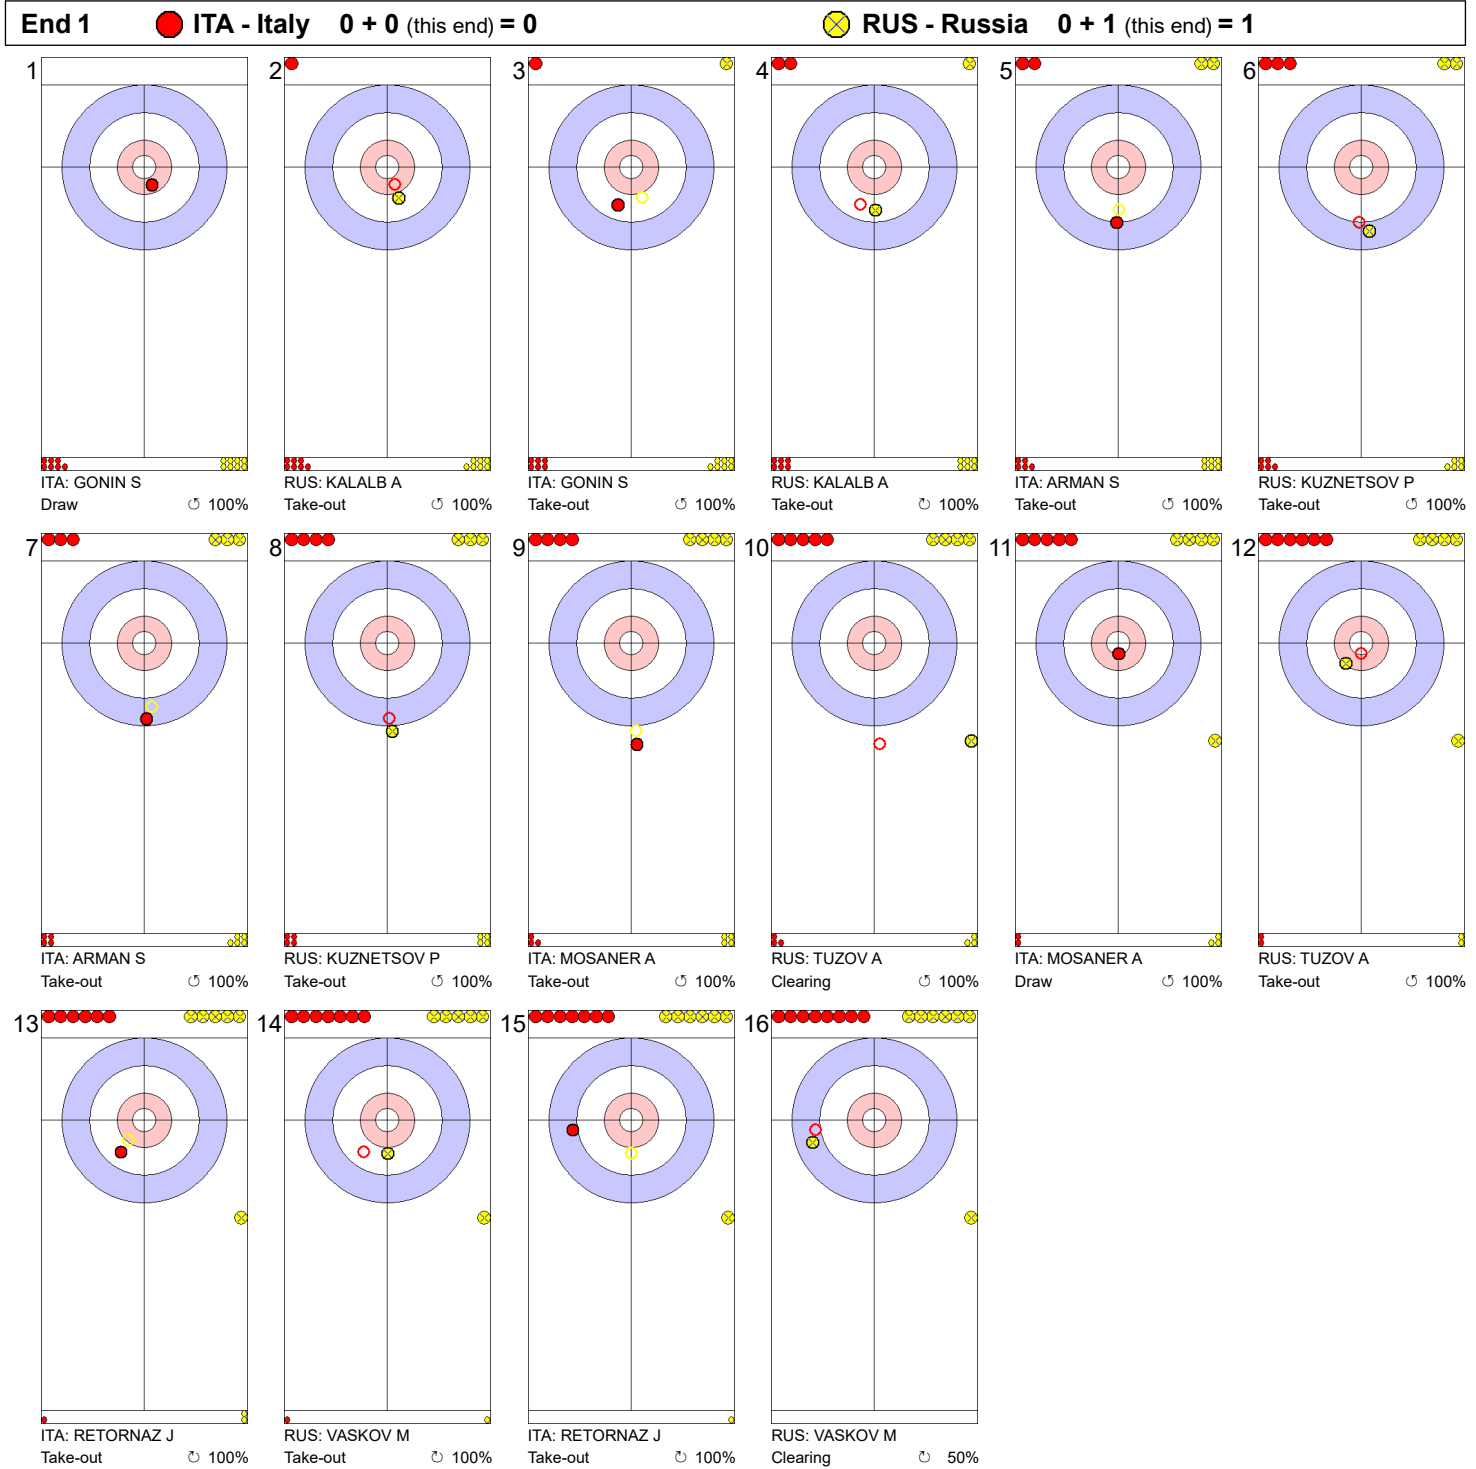 End 1 ITA - Italy 0 + 0 (this end) = 0 RUS - Russia 0 + 1 (this end) = 1
1 2 3 4 5 6
ITA: GONIN S RUS: KALALB A ITA: GONIN S RUS: KALALB A ITA: ARMAN S RUS: KUZNETSOV P
Draw ↺ 100% Take-out ↺ 100% Take-out ↺ 100% Take-out ↺ 100% Take-out ↺ 100% Take-out ↺ 100%
7 8 9 10 11 12
ITA: ARMAN S RUS: KUZNETSOV P ITA: MOSANER A RUS: TUZOV A ITA: MOSANER A RUS: TUZOV A
Take-out ↺ 100% Take-out ↺ 100% Take-out ↺ 100% Clearing ↺ 100% Draw ↺ 100% Take-out ↺ 100%
13 14 15 16
ITA: RETORNAZ J RUS: VASKOV M ITA: RETORNAZ J RUS: VASKOV M
Take-out ↻ 100% Take-out ↻ 100% Take-out ↻ 100% Clearing ↻ 50%